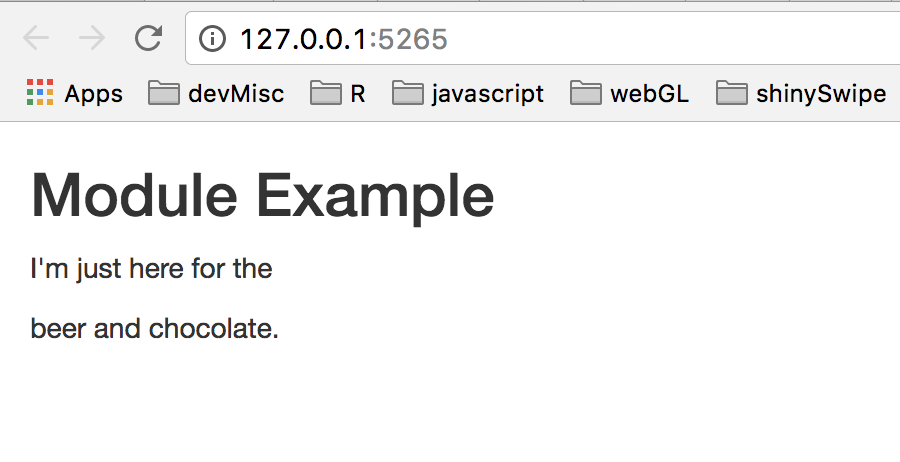 127.0.0.1:5265
Apps devMisc R javascript webGL shinySwipe
Module Example
I'm just here for the
beer and chocolate.